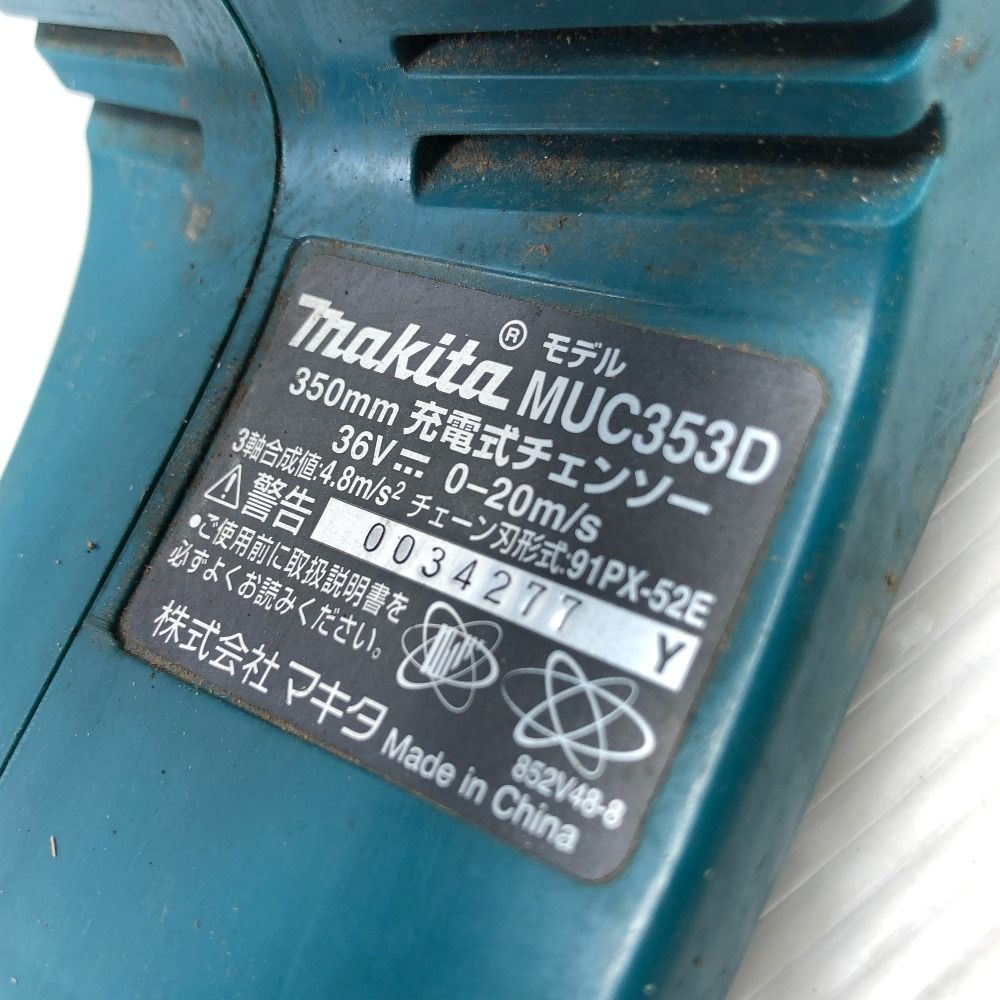 makita® モデル MUC353D
350mm 充電式チェンソー
36V 0-20m/s
3軸合成値:4.8m/s² チェーン刃形式:91PX-52E
警告 0034277 Y
●ご使用前に取扱説明書を
必ずよくお読みください。
株式会社マキタ Made in China
852V48-8